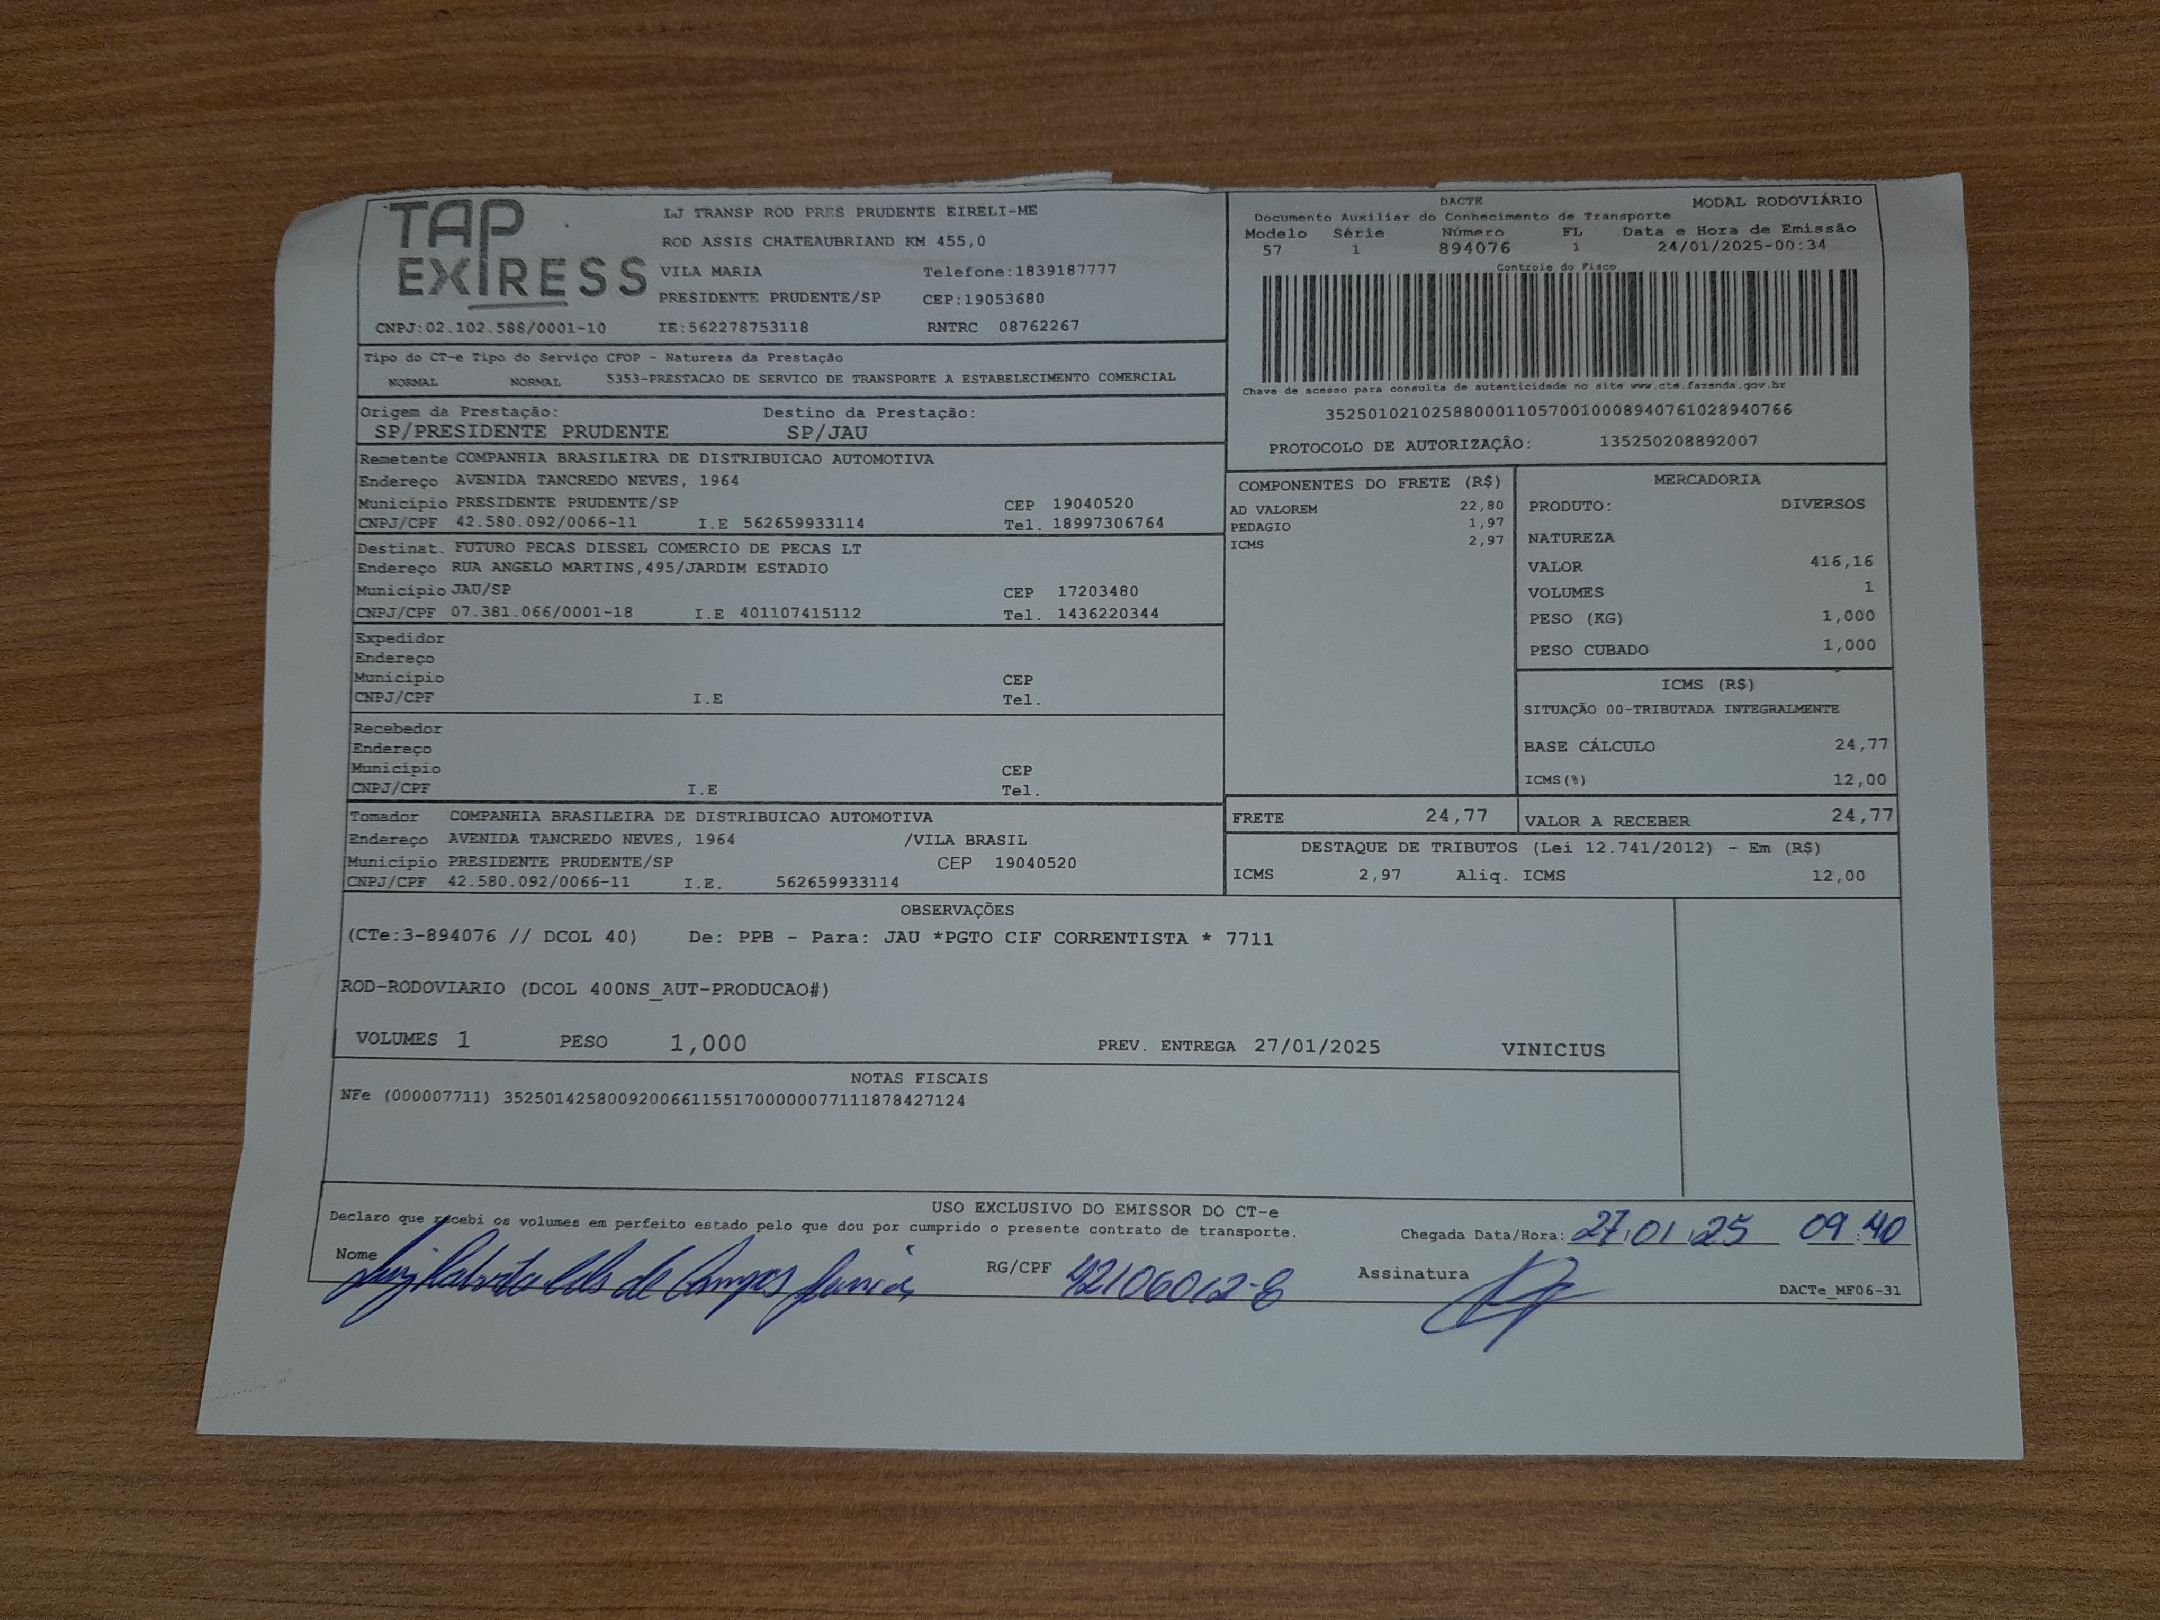 TAP EXPRESS
LJ TRANSP ROD PRES PRUDENTE EIRELI-ME
ROD ASSIS CHATEAUBRIAND KM 455,0
VILA MARIA Telefone:1839187777
PRESIDENTE PRUDENTE/SP CEP:19053680
CNPJ:02.102.588/0001-10 IE:562278753118 RNTRC 08762267
DACTE MODAL RODOVIÁRIO
Documento Auxiliar do Conhecimento de Transporte
Modelo Série Número FL Data e Hora de Emissão
57 1 894076 1 24/01/2025-00:34
Controle do Fisco
Chave de acesso para consulta de autenticidade no site www.cte.fazenda.gov.br
35250102102588000110570010008940761028940766
PROTOCOLO DE AUTORIZAÇÃO: 135250208892007
Tipo do CT-e Tipo do Serviço CFOP - Natureza da Prestação
NORMAL NORMAL 5353-PRESTACAO DE SERVICO DE TRANSPORTE A ESTABELECIMENTO COMERCIAL
Origem da Prestação: Destino da Prestação:
SP/PRESIDENTE PRUDENTE SP/JAU
Remetente COMPANHIA BRASILEIRA DE DISTRIBUICAO AUTOMOTIVA
Endereço AVENIDA TANCREDO NEVES, 1964
Município PRESIDENTE PRUDENTE/SP CEP 19040520
CNPJ/CPF 42.580.092/0066-11 I.E 562659933114 Tel. 18997306764
Destinat. FUTURO PECAS DIESEL COMERCIO DE PECAS LT
Endereço RUA ANGELO MARTINS,495/JARDIM ESTADIO
Município JAU/SP CEP 17203480
CNPJ/CPF 07.381.066/0001-18 I.E 401107415112 Tel. 1436220344
Expedidor
Endereço
Município CEP
CNPJ/CPF I.E Tel.
Recebedor
Endereço
Município CEP
CNPJ/CPF I.E Tel.
Tomador COMPANHIA BRASILEIRA DE DISTRIBUICAO AUTOMOTIVA
Endereço AVENIDA TANCREDO NEVES, 1964 /VILA BRASIL
Município PRESIDENTE PRUDENTE/SP CEP 19040520
CNPJ/CPF 42.580.092/0066-11 I.E. 562659933114
COMPONENTES DO FRETE (R$)
AD VALOREM 22,80
PEDAGIO 1,97
ICMS 2,97
MERCADORIA
PRODUTO: DIVERSOS
NATUREZA
VALOR 416,16
VOLUMES 1
PESO (KG) 1,000
PESO CUBADO 1,000
ICMS (R$)
SITUAÇÃO 00-TRIBUTADA INTEGRALMENTE
BASE CÁLCULO 24,77
ICMS(%) 12,00
FRETE 24,77 VALOR A RECEBER 24,77
DESTAQUE DE TRIBUTOS (Lei 12.741/2012) - Em (R$)
ICMS 2,97 Aliq. ICMS 12,00
OBSERVAÇÕES
(CTe:3-894076 // DCOL 40) De: PPB - Para: JAU *PGTO CIF CORRENTISTA * 7711
ROD-RODOVIARIO (DCOL 400NS_AUT-PRODUCAO#)
VOLUMES 1 PESO 1,000 PREV. ENTREGA 27/01/2025 VINICIUS
NOTAS FISCAIS
NFe (000007711) 35250142580092006611551700000077111878427124
USO EXCLUSIVO DO EMISSOR DO CT-e
Declaro que recebi os volumes em perfeito estado pelo que dou por cumprido o presente contrato de transporte.
Chegada Data/Hora: 27/01/25 09:40
Nome Luiz Roberto de Campos Junior RG/CPF 42106012-8 Assinatura
DACTe_MF06-31